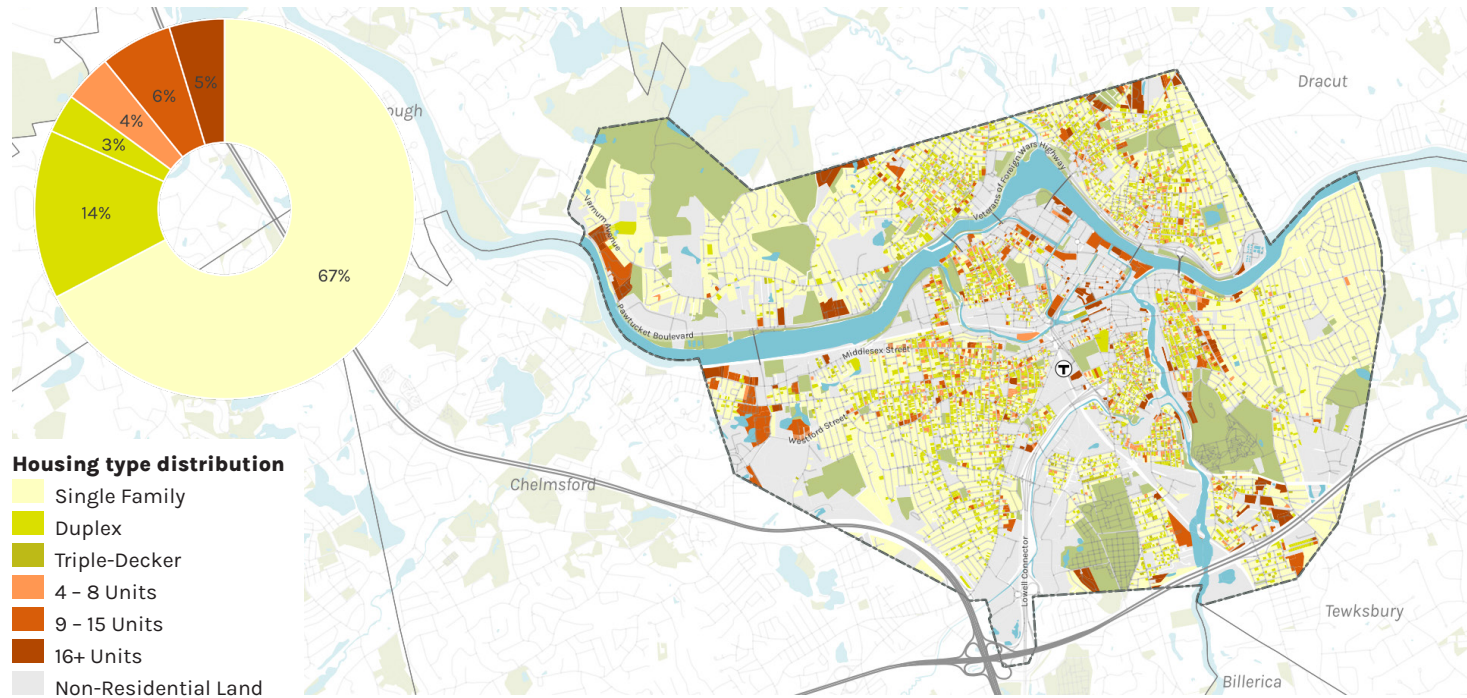 5%
6%
4%
3%
14%
67%
ough
Dracut
Veterans of Foreign Wars Highway
Varnum Avenue
Pawtucket Boulevard
Middlesex Street
T
Westford Street
Chelmsford
Lowell Connector
Tewksbury
Billerica
Housing type distribution
Single Family
Duplex
Triple-Decker
4 – 8 Units
9 – 15 Units
16+ Units
Non-Residential Land